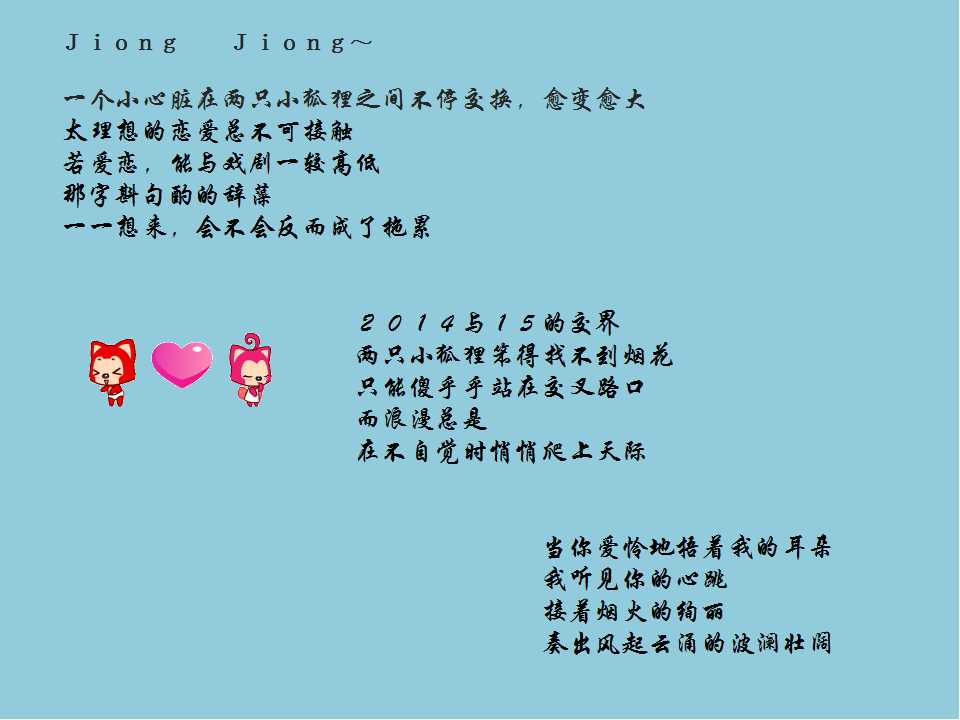 Ｊｉｏｎｇ　　Ｊｉｏｎｇ～
一个小心脏在两只小狐狸之间不停交换，愈变愈大
太理想的恋爱总不可接触
若爱恋，能与戏剧一较高低
那字斟句酌的辞藻
一一想来，会不会反而成了拖累
２０１４与１５的交界
两只小狐狸笨得找不到烟花
只能傻乎乎站在交叉路口
而浪漫总是
在不自觉时悄悄爬上天际
当你爱怜地捂着我的耳朵
我听见你的心跳
接着烟火的绚丽
奏出风起云涌的波澜壮阔